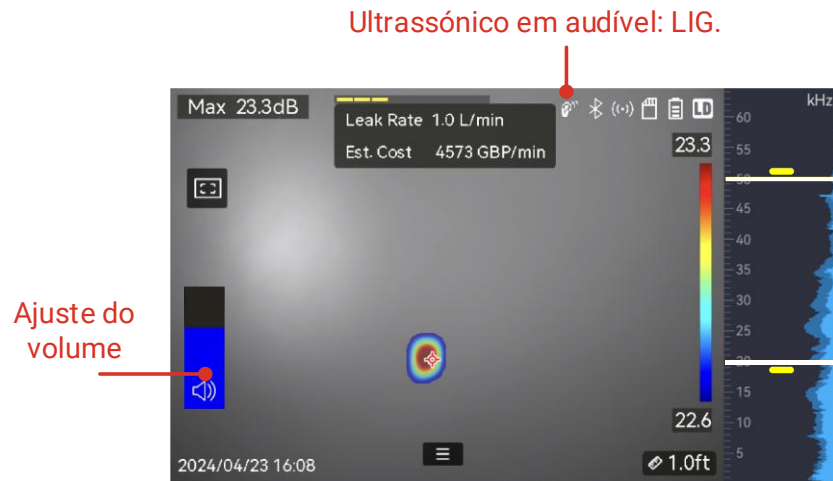 Ultrassónico em audível: LIG.
Max 23.3dB
Leak Rate 1.0 L/min
Est. Cost 4573 GBP/min
LD
kHz
60
55
50
45
40
35
30
25
20
15
10
5
23.3
22.6
Ajuste do
volume
2024/04/23 16:08
1.0ft